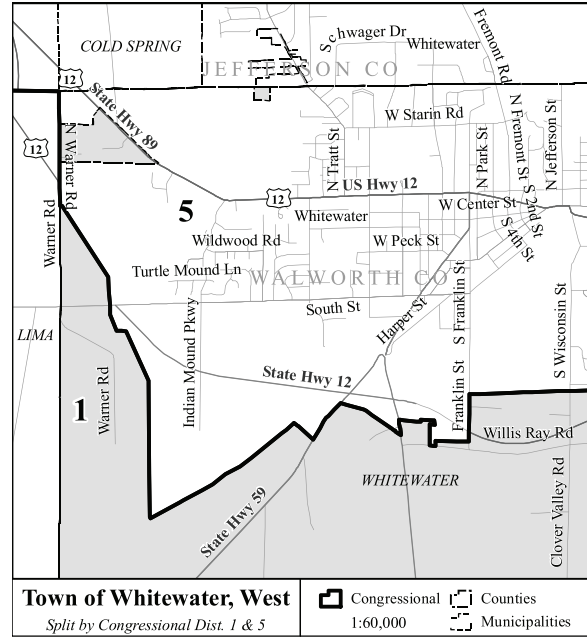 COLD SPRING
Schwager Dr
Fremont Rd
Whitewater
JEFFERSON CO
12
State Hwy 89
W Starin Rd
N Warner Rd
12
N Tratt St
N Park St
N Fremont St
N Jefferson St
US Hwy 12
12
5
Whitewater
W Center St
S 2nd St
Warner Rd
Wildwood Rd
W Peck St
S 4th St
Turtle Mound Ln
WALWORTH CO
South St
Harper St
S Franklin St
S Wisconsin St
LIMA
Indian Mound Pkwy
State Hwy 12
1
Warner Rd
Franklin St
Willis Ray Rd
WHITEWATER
State Hwy 59
Clover Valley Rd
Town of Whitewater, West
Split by Congressional Dist. 1 & 5
Congressional
Counties
1:60,000
Municipalities